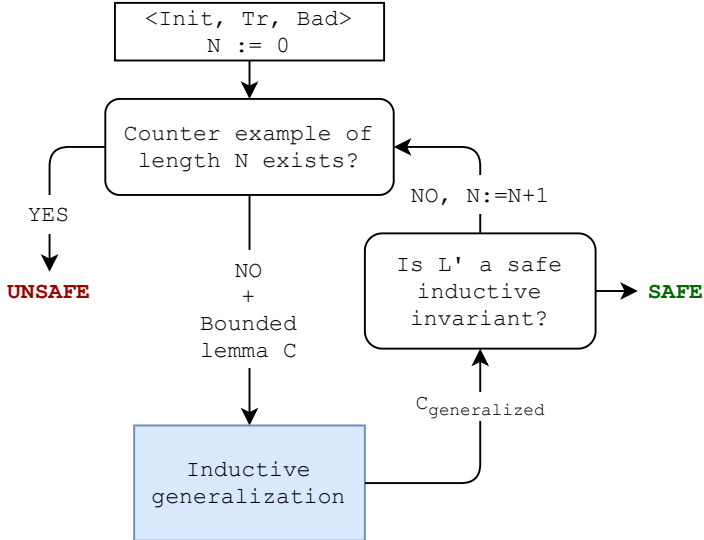 <Init, Tr, Bad>
N := 0
Counter example of
length N exists?
YES
UNSAFE
NO
+
Bounded
lemma C
Inductive
generalization
C_generalized
Is L' a safe
inductive
invariant?
NO, N:=N+1
SAFE